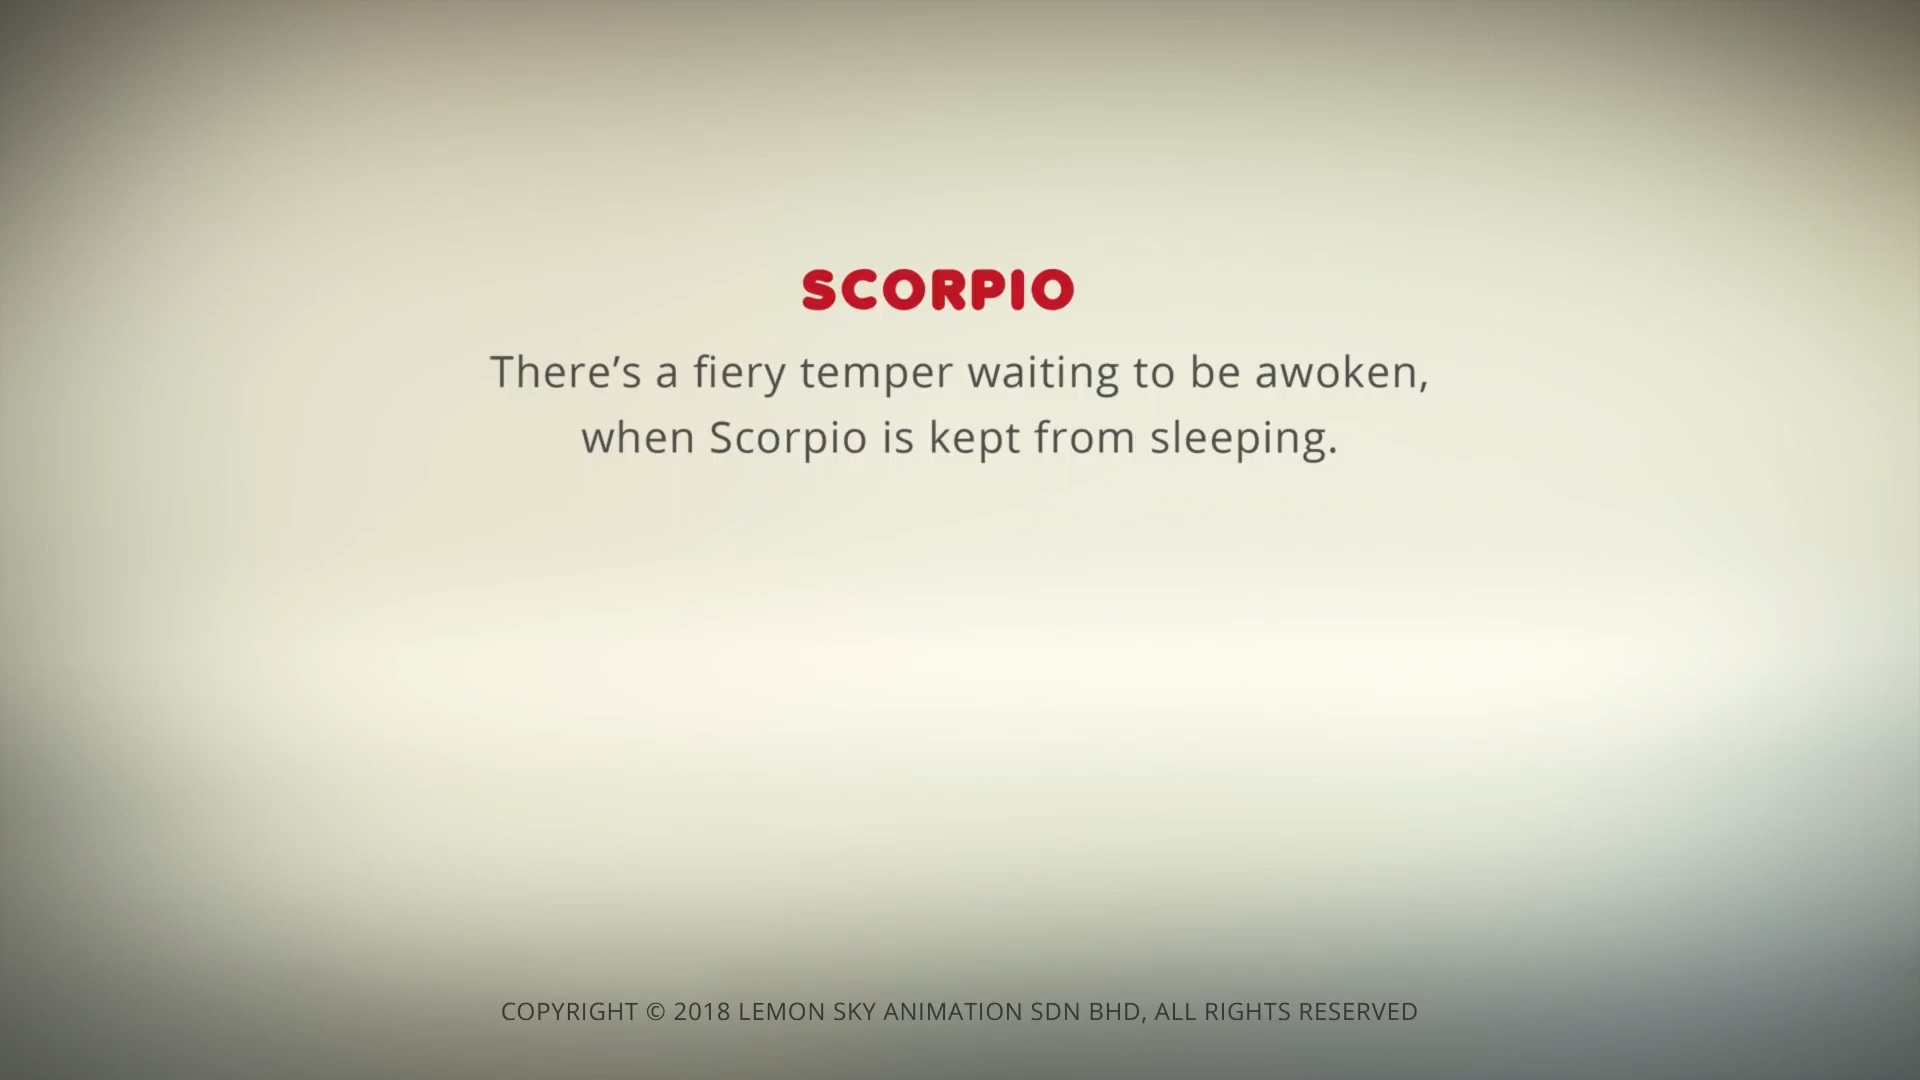 SCORPIO
There’s a fiery temper waiting to be awoken,
when Scorpio is kept from sleeping.
COPYRIGHT © 2018 LEMON SKY ANIMATION SDN BHD, ALL RIGHTS RESERVED